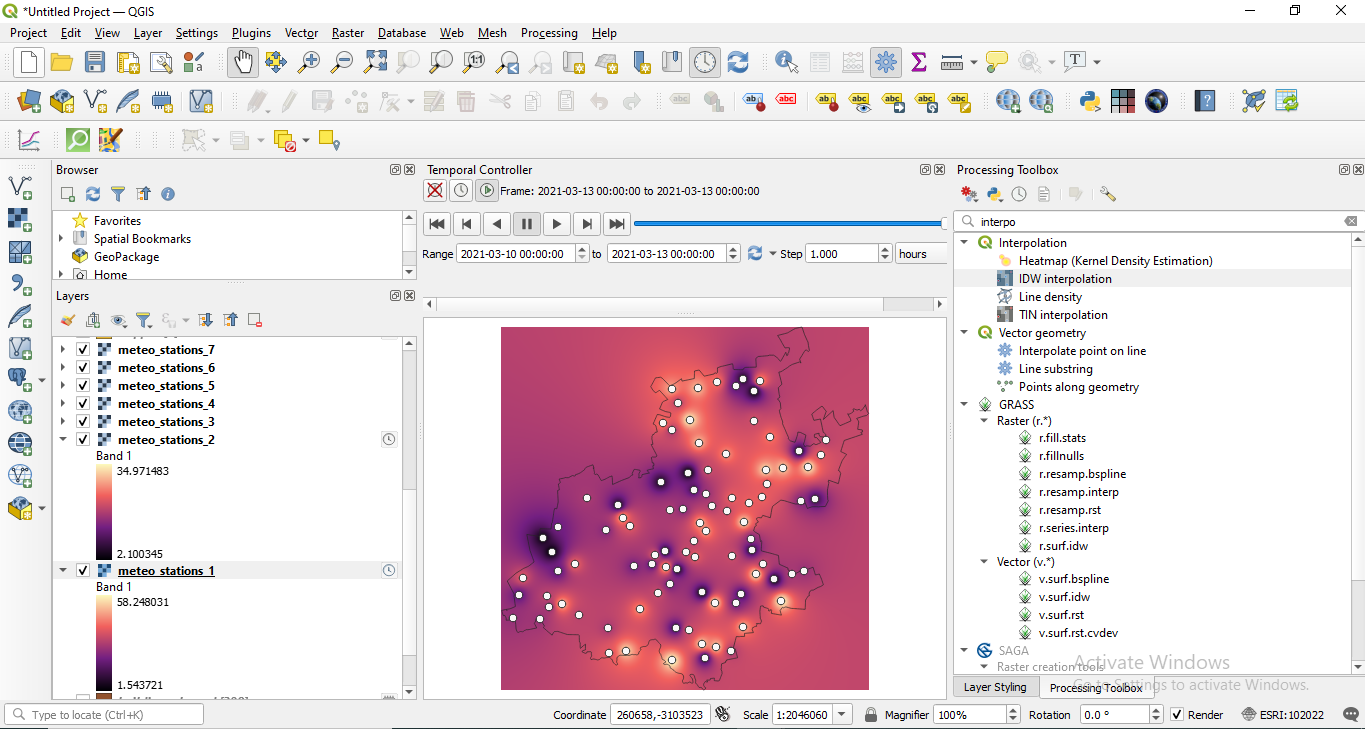 *Untitled Project — QGIS
Project Edit View Layer Settings Plugins Vector Raster Database Web Mesh Processing Help
Browser
Favorites
Spatial Bookmarks
GeoPackage
Home
Layers
meteo_stations_7
meteo_stations_6
meteo_stations_5
meteo_stations_4
meteo_stations_3
meteo_stations_2
Band 1
34.971483
2.100345
meteo_stations_1
Band 1
58.248031
1.543721
Temporal Controller
Frame: 2021-03-13 00:00:00 to 2021-03-13 00:00:00
Range 2021-03-10 00:00:00 to 2021-03-13 00:00:00 Step 1.000 hours
Processing Toolbox
interpo
Interpolation
Heatmap (Kernel Density Estimation)
IDW interpolation
Line density
TIN interpolation
Vector geometry
Interpolate point on line
Line substring
Points along geometry
GRASS
Raster (r.*)
r.fill.stats
r.fillnulls
r.resamp.bspline
r.resamp.interp
r.resamp.rst
r.series.interp
r.surf.idw
Vector (v.*)
v.surf.bspline
v.surf.idw
v.surf.rst
v.surf.rst.cvdev
SAGA
Raster creation tools
Activate Windows
Go to Settings to activate Windows.
Layer Styling Processing Toolbox
Type to locate (Ctrl+K) Coordinate 260658,-3103523 Scale 1:2046060 Magnifier 100% Rotation 0.0 ° Render ESRI:102022